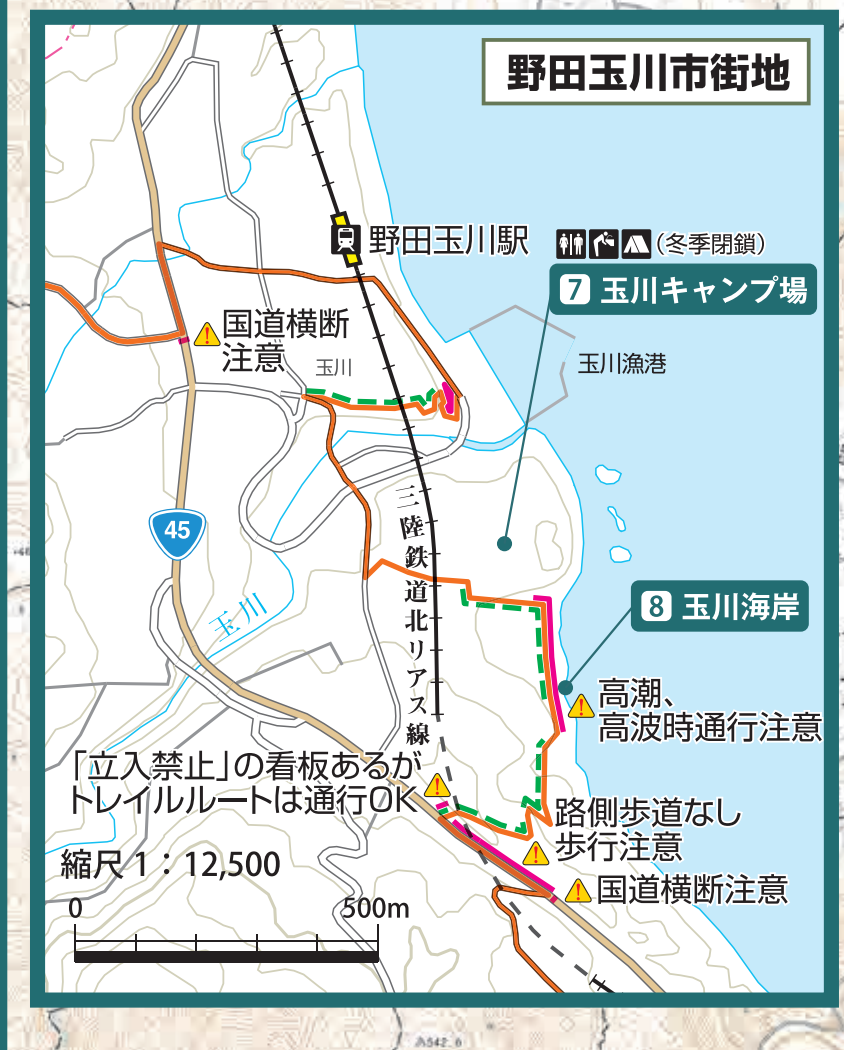 野田玉川市街地
野田玉川駅
(冬季閉鎖)
7 玉川キャンプ場
国道横断
注意
玉川
玉川漁港
三陸鉄道北リアス線
45
玉川
8 玉川海岸
高潮、
高波時通行注意
「立入禁止」の看板あるが
トレイルルートは通行OK
路側歩道なし
歩行注意
国道横断注意
縮尺 1:12,500
0 500m